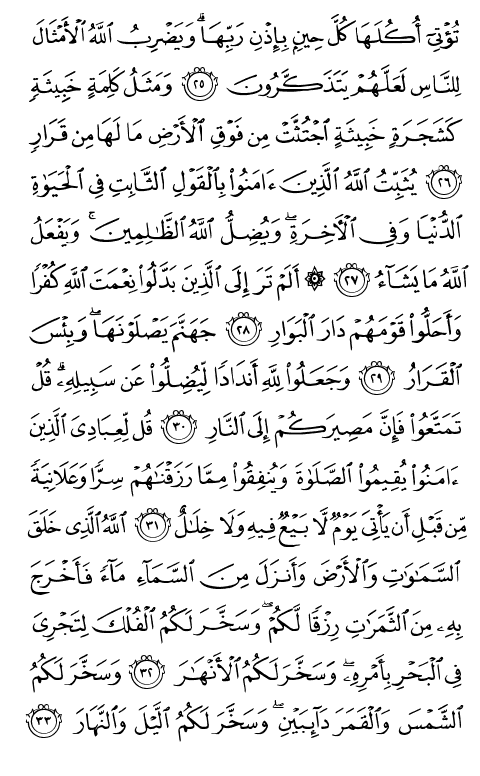 تُؤۡتِيٓ أُكُلَهَا كُلَّ حِينِۭ بِإِذۡنِ رَبِّهَاۗ وَيَضۡرِبُ ٱللَّهُ ٱلۡأَمۡثَالَ
لِلنَّاسِ لَعَلَّهُمۡ يَتَذَكَّرُونَ ٢٥ وَمَثَلُ كَلِمَةٍ خَبِيثَةٖ
كَشَجَرَةٍ خَبِيثَةٍ ٱجۡتُثَّتۡ مِن فَوۡقِ ٱلۡأَرۡضِ مَا لَهَا مِن قَرَارٖ
٢٦ يُثَبِّتُ ٱللَّهُ ٱلَّذِينَ ءَامَنُواْ بِٱلۡقَوۡلِ ٱلثَّابِتِ فِي ٱلۡحَيَوٰةِ
ٱلدُّنۡيَا وَفِي ٱلۡأٓخِرَةِۖ وَيُضِلُّ ٱللَّهُ ٱلظَّٰلِمِينَۚ وَيَفۡعَلُ
ٱللَّهُ مَا يَشَآءُ ٢٧ ۞ أَلَمۡ تَرَ إِلَى ٱلَّذِينَ بَدَّلُواْ نِعۡمَتَ ٱللَّهِ كُفۡرٗا
وَأَحَلُّواْ قَوۡمَهُمۡ دَارَ ٱلۡبَوَارِ ٢٨ جَهَنَّمَ يَصۡلَوۡنَهَاۖ وَبِئۡسَ
ٱلۡقَرَارُ ٢٩ وَجَعَلُواْ لِلَّهِ أَندَادٗا لِّيُضِلُّواْ عَن سَبِيلِهِۦۗ قُلۡ
تَمَتَّعُواْ فَإِنَّ مَصِيرَكُمۡ إِلَى ٱلنَّارِ ٣٠ قُل لِّعِبَادِيَ ٱلَّذِينَ
ءَامَنُواْ يُقِيمُواْ ٱلصَّلَوٰةَ وَيُنفِقُواْ مِمَّا رَزَقۡنَٰهُمۡ سِرّٗا وَعَلَانِيَةٗ
مِّن قَبۡلِ أَن يَأۡتِيَ يَوۡمٞ لَّا بَيۡعٞ فِيهِ وَلَا خِلَٰلٌ ٣١ ٱللَّهُ ٱلَّذِي خَلَقَ
ٱلسَّمَٰوَٰتِ وَٱلۡأَرۡضَ وَأَنزَلَ مِنَ ٱلسَّمَآءِ مَآءٗ فَأَخۡرَجَ
بِهِۦ مِنَ ٱلثَّمَرَٰتِ رِزۡقٗا لَّكُمۡۖ وَسَخَّرَ لَكُمُ ٱلۡفُلۡكَ لِتَجۡرِيَ
فِي ٱلۡبَحۡرِ بِأَمۡرِهِۦۖ وَسَخَّرَ لَكُمُ ٱلۡأَنۡهَٰرَ ٣٢ وَسَخَّرَ لَكُمُ
ٱلشَّمۡسَ وَٱلۡقَمَرَ دَآئِبَيۡنِۖ وَسَخَّرَ لَكُمُ ٱلَّيۡلَ وَٱلنَّهَارَ ٣٣